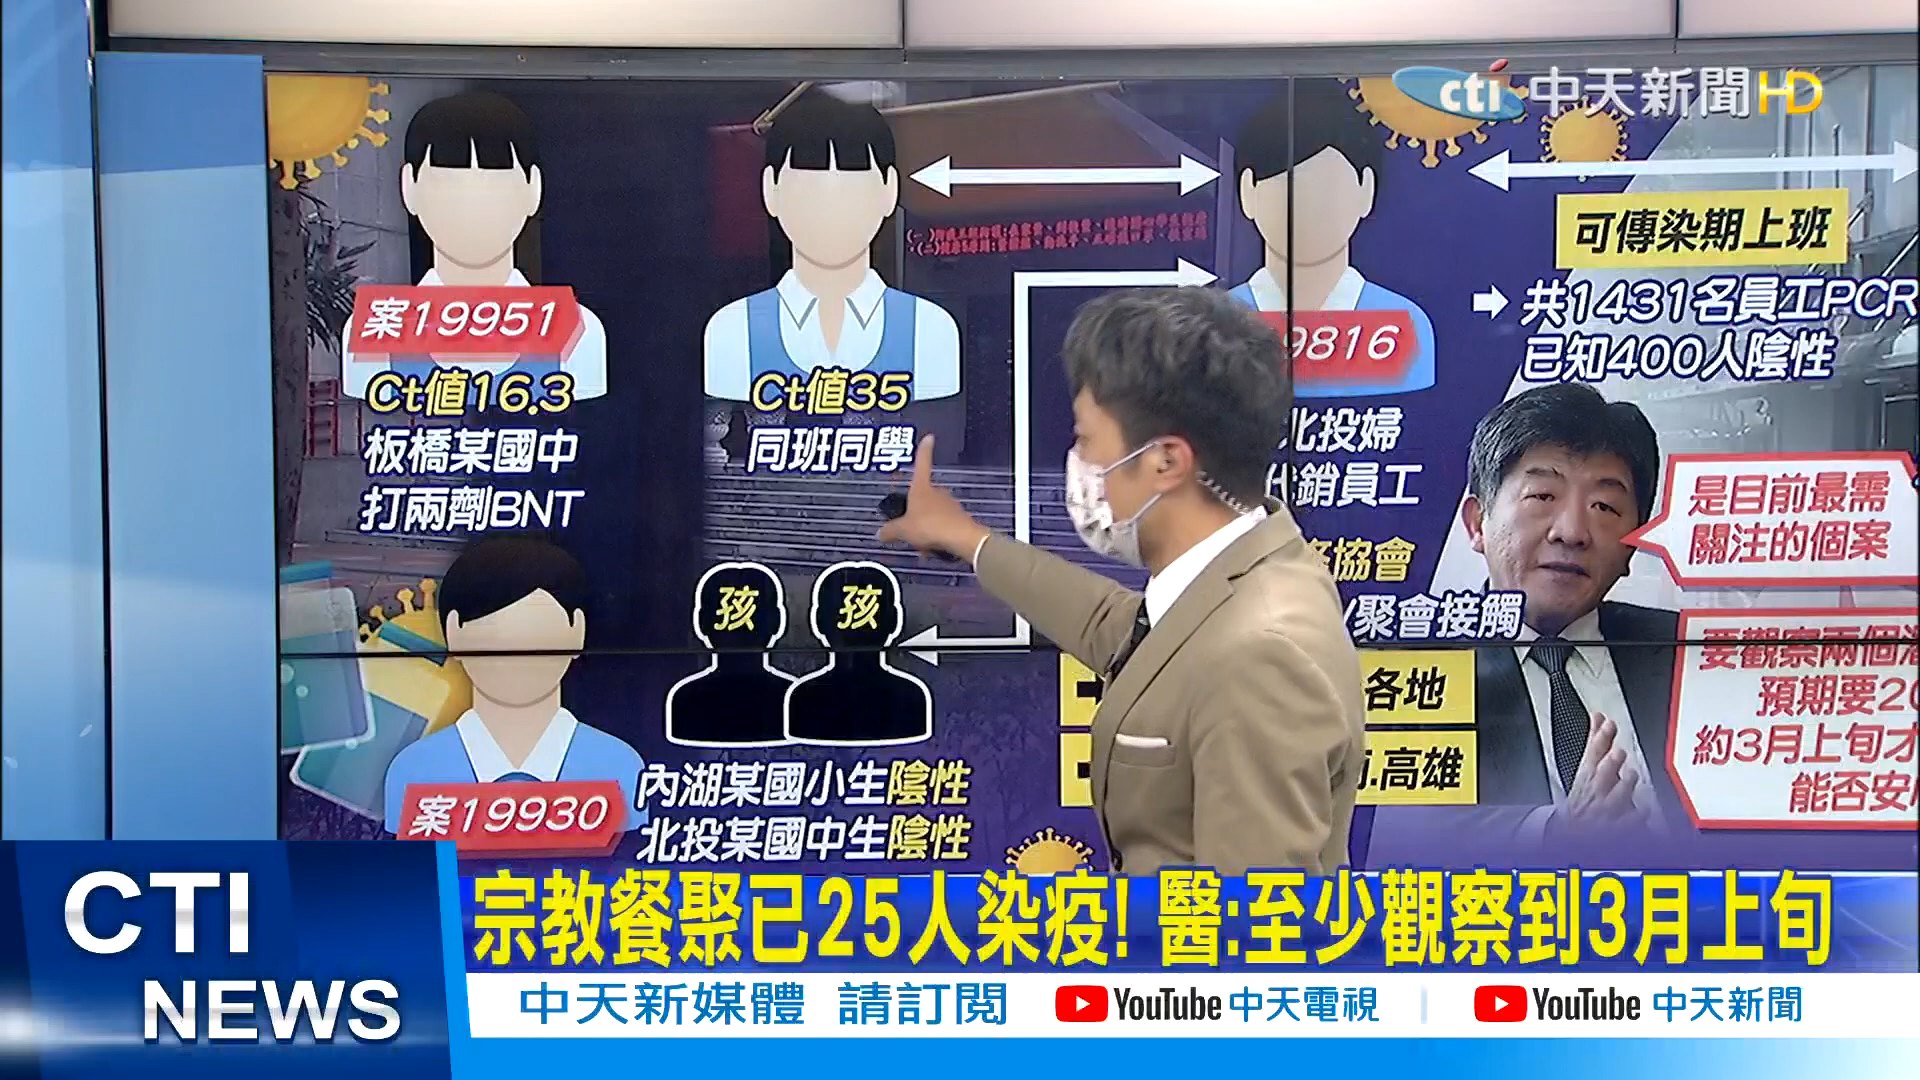 cti 中天新聞HD
可傳染期上班
共1431名員工PCR
已知400人陰性
案19951
Ct值16.3
板橋某國中
打兩劑BNT
Ct值35
同班同學
9816
北投婦
代銷員工
協會
/聚會接觸
各地
.高雄
是目前最需
關注的個案
要觀察兩個
預期要20
約3月上旬才
能否安
孩
孩
案19930
內湖某國小生陰性
北投某國中生陰性
CTI
NEWS
宗教餐聚已25人染疫! 醫:至少觀察到3月上旬
中天新媒體 請訂閱 YouTube 中天電視 | YouTube 中天新聞